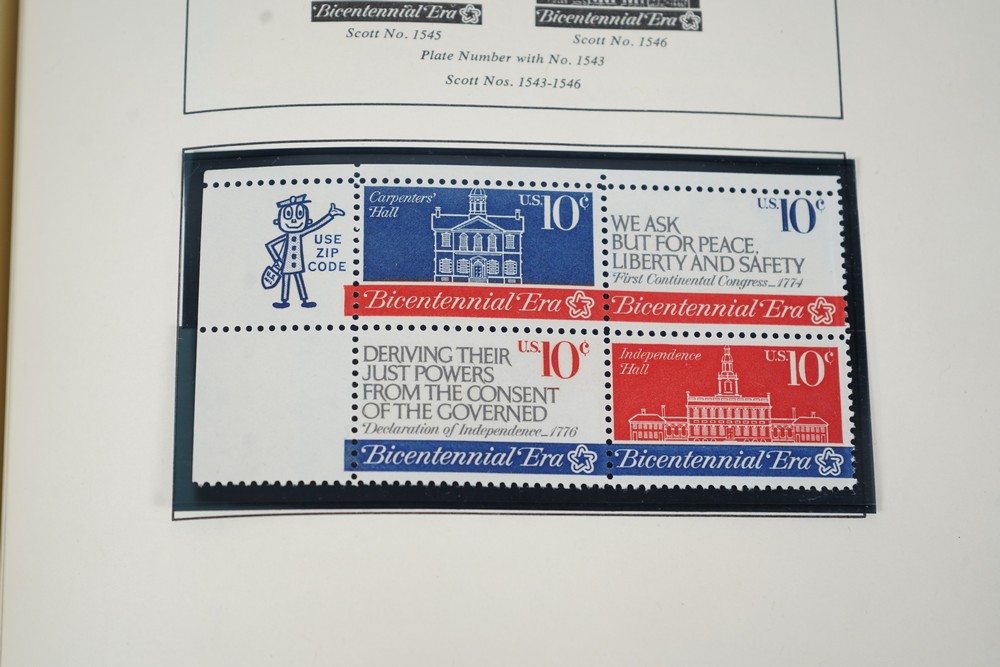 Bicentennial Era
Bicentennial Era
Scott No. 1545
Scott No. 1546
Plate Number with No. 1543
Scott Nos. 1543-1546
USE
ZIP
CODE
Carpenters'
Hall
U.S. 10¢
Bicentennial Era
U.S. 10¢
WE ASK
BUT FOR PEACE,
LIBERTY AND SAFETY
First Continental Congress_1774
Bicentennial Era
U.S. 10¢
DERIVING THEIR
JUST POWERS
FROM THE CONSENT
OF THE GOVERNED
Declaration of Independence_1776
Bicentennial Era
Independence
Hall
U.S. 10¢
Bicentennial Era